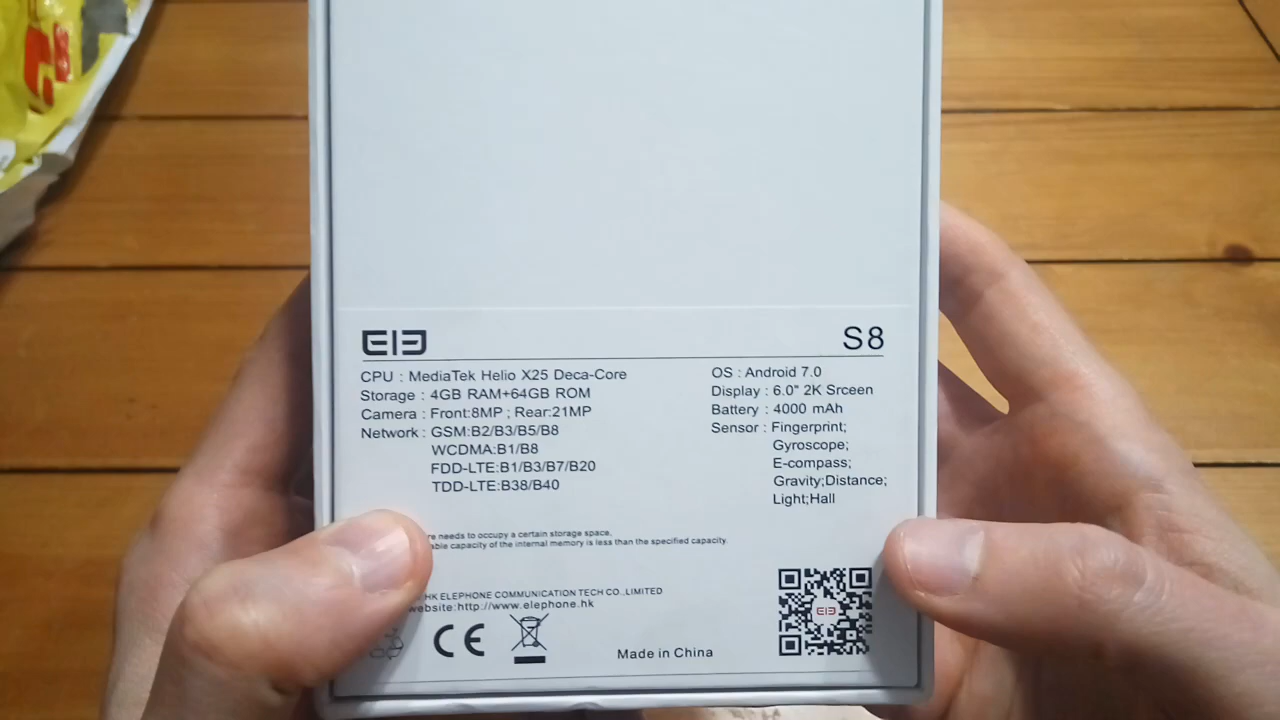 EIE
S8
CPU : MediaTek Helio X25 Deca-Core
Storage : 4GB RAM+64GB ROM
Camera : Front:8MP ; Rear:21MP
Network : GSM:B2/B3/B5/B8
WCDMA:B1/B8
FDD-LTE:B1/B3/B7/B20
TDD-LTE:B38/B40
OS : Android 7.0
Display : 6.0" 2K Srceen
Battery : 4000 mAh
Sensor : Fingerprint;
Gyroscope;
E-compass;
Gravity;Distance;
Light;Hall
needs to occupy a certain storage space,
capacity of the internal memory is less than the specified capacity.
HK ELEPHONE COMMUNICATION TECH CO.,LIMITED
website:http://www.elephone.hk
CE
Made in China
EIE